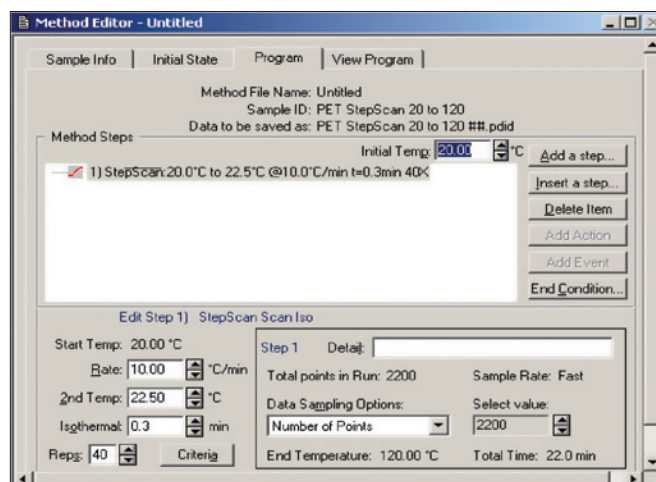 Method Editor - Untitled
Sample Info
Initial State
Program
View Program
Method File Name: Untitled
Sample ID: PET StepScan 20 to 120
Data to be saved as: PET StepScan 20 to 120 ##.pdid
Method Steps
Initial Temp: 20.00 °C
1) StepScan:20.0°C to 22.5°C @10.0°C/min t=0.3min 40X
Add a step...
Insert a step...
Delete Item
Add Action
Add Event
End Condition...
Edit Step 1) StepScan Scan Iso
Start Temp: 20.00 °C
Rate: 10.00 °C/min
2nd Temp: 22.50 °C
Isothermal: 0.3 min
Reps: 40 Criteria
Step 1 Detail:
Total points in Run: 2200 Sample Rate: Fast
Data Sampling Options: Select value:
Number of Points 2200
End Temperature: 120.00 °C Total Time: 22.0 min